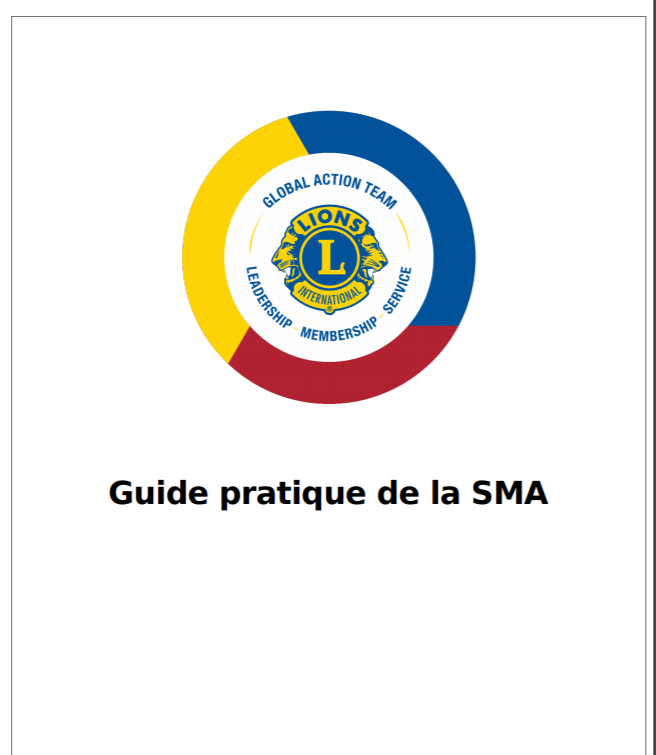 GLOBAL ACTION TEAM
LIONS
L
INTERNATIONAL
®
LEADERSHIP - MEMBERSHIP - SERVICE
Guide pratique de la SMA